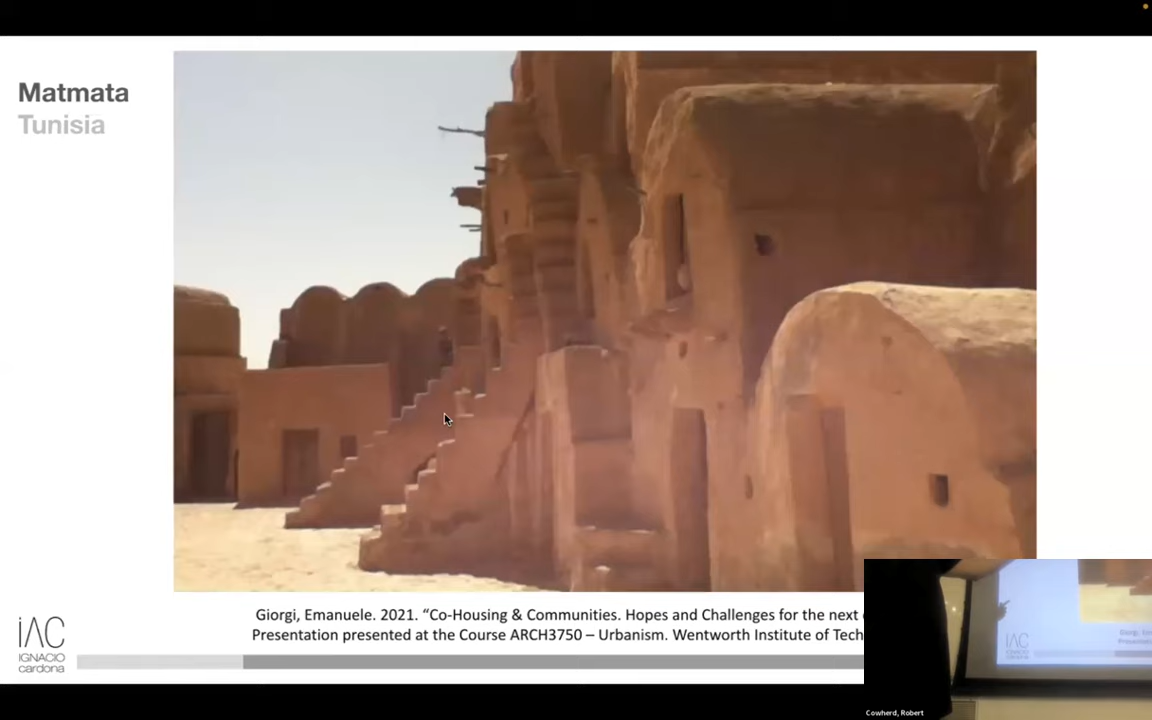 Matmata
Tunisia
Giorgi, Emanuele. 2021. “Co-Housing & Communities. Hopes and Challenges for the next
Presentation presented at the Course ARCH3750 – Urbanism. Wentworth Institute of Tech
iAC
IGNACIO
cardona
IAC
Cowherd, Robert